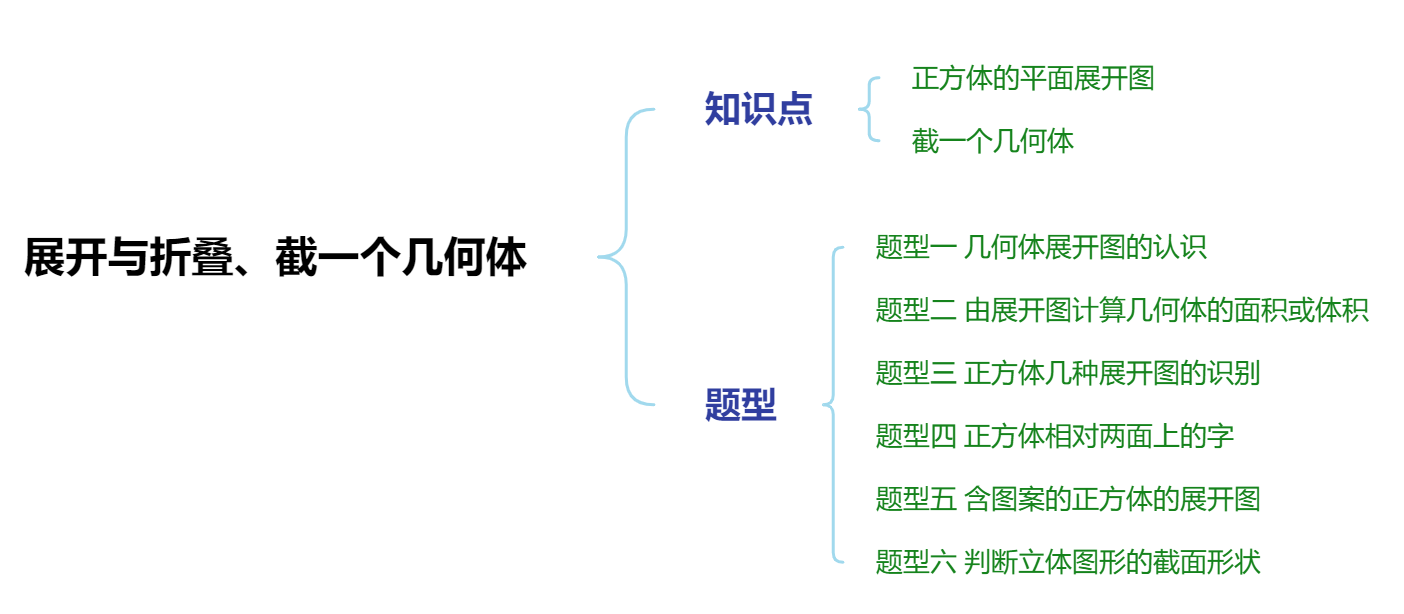 展开与折叠、截一个几何体
知识点
正方体的平面展开图
截一个几何体
题型
题型一 几何体展开图的认识
题型二 由展开图计算几何体的面积或体积
题型三 正方体几种展开图的识别
题型四 正方体相对两面上的字
题型五 含图案的正方体的展开图
题型六 判断立体图形的截面形状